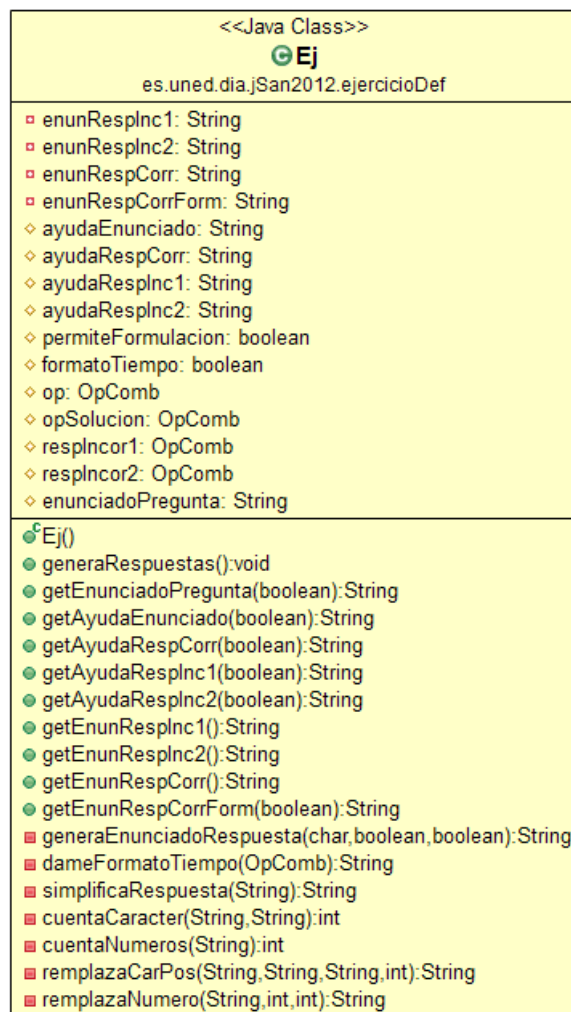 <<Java Class>>
Ej
es.uned.dia.jSan2012.ejercicioDef
enunRespInc1: String
enunRespInc2: String
enunRespCorr: String
enunRespCorrForm: String
ayudaEnunciado: String
ayudaRespCorr: String
ayudaRespInc1: String
ayudaRespInc2: String
permiteFormulacion: boolean
formatoTiempo: boolean
op: OpComb
opSolucion: OpComb
respIncor1: OpComb
respIncor2: OpComb
enunciadoPregunta: String
Ej()
generaRespuestas():void
getEnunciadoPregunta(boolean):String
getAyudaEnunciado(boolean):String
getAyudaRespCorr(boolean):String
getAyudaRespInc1(boolean):String
getAyudaRespInc2(boolean):String
getEnunRespInc1():String
getEnunRespInc2():String
getEnunRespCorr():String
getEnunRespCorrForm(boolean):String
generaEnunciadoRespuesta(char,boolean,boolean):String
dameFormatoTiempo(OpComb):String
simplificaRespuesta(String):String
cuentaCaracter(String,String):int
cuentaNumeros(String):int
remplazaCarPos(String,String,String,int):String
remplazaNumero(String,int,int):String